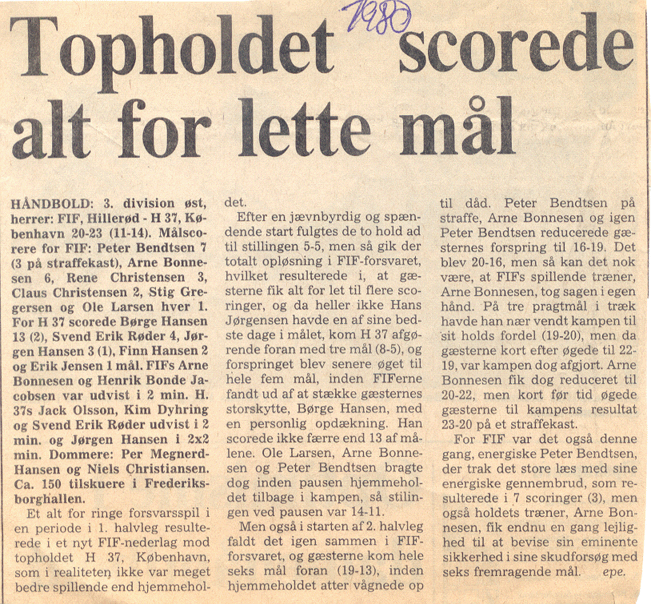 1980
Topholdet scorede
alt for lette mål
HÅNDBOLD: 3. division øst,
herrer: FIF, Hillerød - H 37, Kø-
benhavn 20-23 (11-14). Målsco-
rere for FIF: Peter Bendtsen 7
(3 på straffekast), Arne Bonne-
sen 6, Rene Christensen 3,
Claus Christensen 2, Stig Gre-
gersen og Ole Larsen hver 1.
For H 37 scorede Børge Hansen
13 (2), Svend Erik Røder 4, Jør-
gen Hansen 3 (1), Finn Hansen 2
og Erik Jensen 1 mål. FIFs Arne
Bonnesen og Henrik Bonde Ja-
cobsen var udvist i 2 min. H.
37s Jack Olsson, Kim Dyhring
og Svend Erik Røder udvist i 2
min. og Jørgen Hansen i 2x2
min. Dommere: Per Megnerd-
Hansen og Niels Christiansen.
Ca. 150 tilskuere i Frederiks-
borghallen.
Et alt for ringe forsvarsspil i
en periode i 1. halvleg resulte-
rede i et nyt FIF-nederlag mod
topholdet H 37, København,
som i realiteten ikke var meget
bedre spillende end hjemmehol-
det.
Efter en jævnbyrdig og spæn-
dende start fulgtes de to hold ad
til stillingen 5-5, men så gik der
totalt opløsning i FIF-forsvaret,
hvilket resulterede i, at gæ-
sterne fik alt for let til flere sco-
ringer, og da heller ikke Hans
Jørgensen havde en af sine bed-
ste dage i målet, kom H 37 afgø-
rende foran med tre mål (8-5), og
forspringet blev senere øget til
hele fem mål, inden FIFerne
fandt ud af at stække gæsternes
storskytte, Børge Hansen, med
en personlig opdækning. Han
scorede ikke færre end 13 af må-
lene. Ole Larsen, Arne Bonne-
sen og Peter Bendtsen bragte
dog inden pausen hjemmehol-
det tilbage i kampen, så stilin-
gen ved pausen var 14-11.
Men også i starten af 2. halvleg
faldt det igen sammen i FIF-
forsvaret, og gæsterne kom hele
seks mål foran (19-13), inden
hjemmeholdet atter vågnede op
til dåd. Peter Bendtsen på
straffe, Arne Bonnesen og igen
Peter Bendtsen reducerede gæ-
sternes forspring til 16-19. Det
blev 20-16, men så kan det nok
være, at FIFs spillende træner,
Arne Bonnesen, tog sagen i egen
hånd. På tre pragtmål i træk
havde han nær vendt kampen til
sit holds fordel (19-20), men da
gæsterne kort efter øgede til 22-
19, var kampen dog afgjort. Arne
Bonnesen fik dog reduceret til
20-22, men kort før tid øgede
gæsterne til kampens resultat
23-20 på et straffekast.
For FIF var det også denne
gang, energiske Peter Bendtsen,
der trak det store læs med sine
energiske gennembrud, som re-
sulterede i 7 scoringer (3), men
også holdets træner, Arne Bon-
nesen, fik endnu en gang lejlig-
hed til at bevise sin eminente
sikkerhed i sine skudforsøg med
seks fremragende mål. epe.